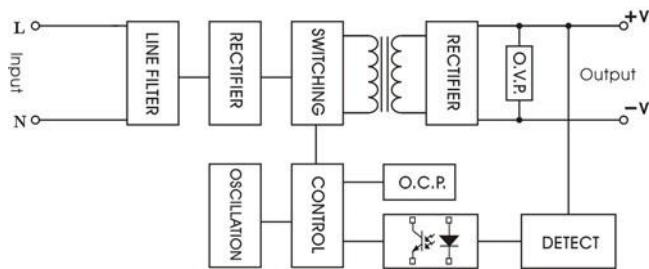 L
N
Input
LINE FILTER
RECTIFIER
SWITCHING
RECTIFIER
O.V.P.
+V
Output
−V
OSCILLATION
CONTROL
O.C.P.
DETECT